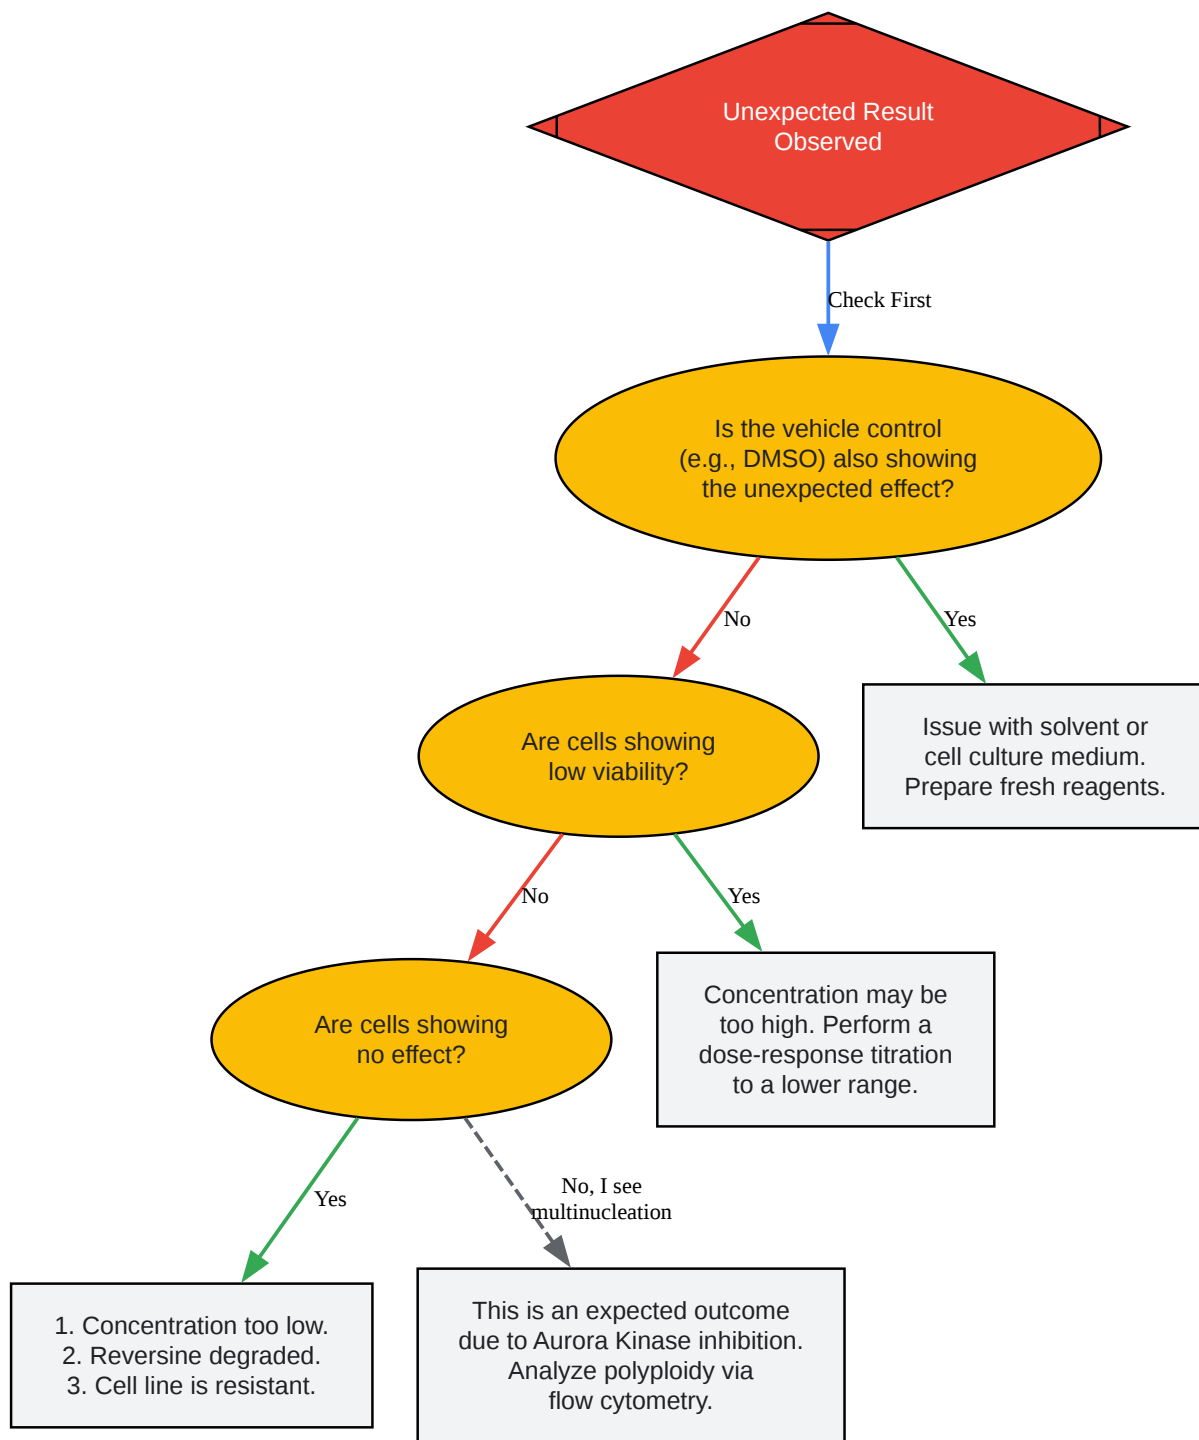 Unexpected Result
Observed
Check First
Is the vehicle control
(e.g., DMSO) also showing
the unexpected effect?
No
Yes
Are cells showing
low viability?
Issue with solvent or
cell culture medium.
Prepare fresh reagents.
No
Yes
Are cells showing
no effect?
Concentration may be
too high. Perform a
dose-response titration
to a lower range.
Yes
No, I see
multinucleation
1. Concentration too low.
2. Reversine degraded.
3. Cell line is resistant.
This is an expected outcome
due to Aurora Kinase inhibition.
Analyze polyploidy via
flow cytometry.